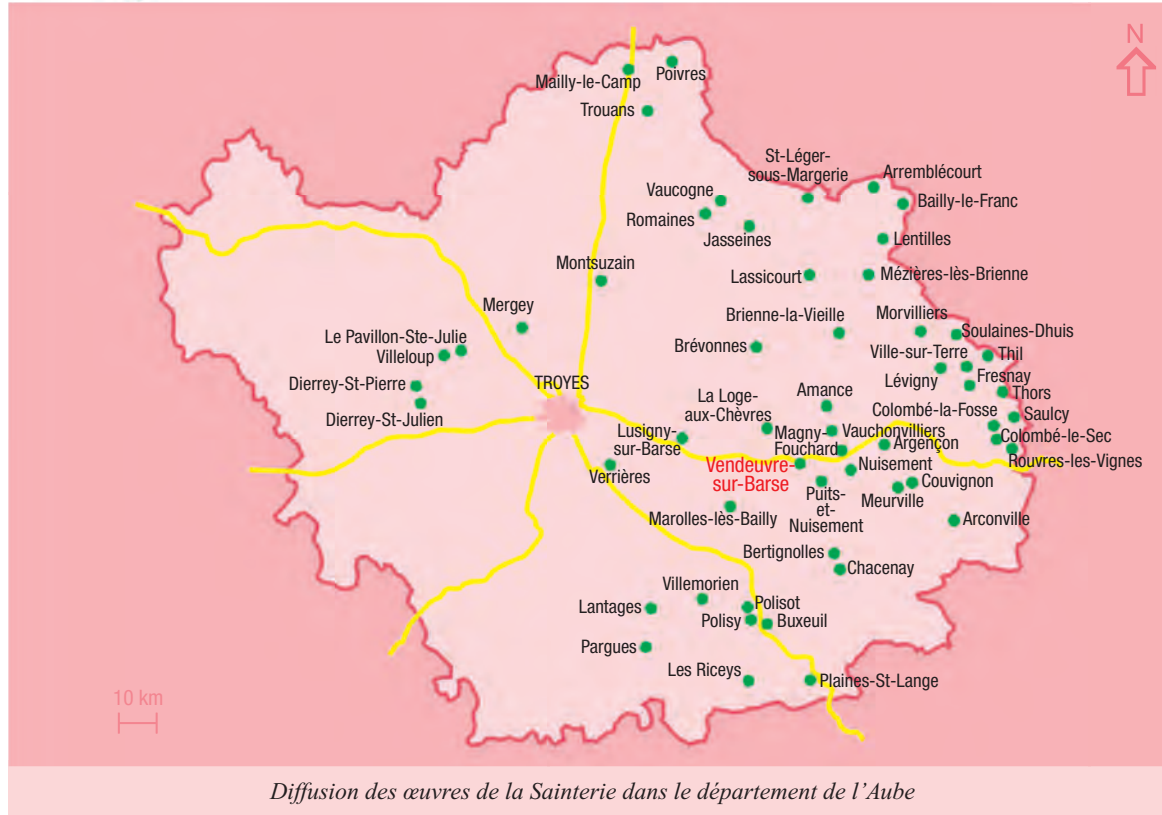 N
Mailly-le-Camp
Poivres
Trouans
St-Léger-
sous-Margerie
Arremblécourt
Vaucogne
Bailly-le-Franc
Romaines
Jasseines
Lentilles
Montsuzain
Lassicourt
Mézières-lès-Brienne
Mergey
Brienne-la-Vieille
Morvilliers
Soulaines-Dhuis
Le Pavillon-Ste-Julie
Villeloup
Brévonnes
Ville-sur-Terre
Thil
Dierrey-St-Pierre
TROYES
Lévigny
Fresnay
Thors
Dierrey-St-Julien
La Loge-
aux-Chèvres
Amance
Colombé-la-Fosse
Saulcy
Lusigny-
sur-Barse
Magny-
Fouchard
Vauchonvilliers
Argençon
Colombé-le-Sec
Rouvres-les-Vignes
Verrières
Vendeuvre-
sur-Barse
Nuisement
Couvignon
Puits-
et-
Nuisement
Meurville
Marolles-lès-Bailly
Arconville
Bertignolles
Chacenay
Villemorien
Lantages
Polisot
Polisy
Buxeuil
Pargues
Les Riceys
Plaines-St-Lange
10 km
Diffusion des œuvres de la Sainterie dans le département de l'Aube